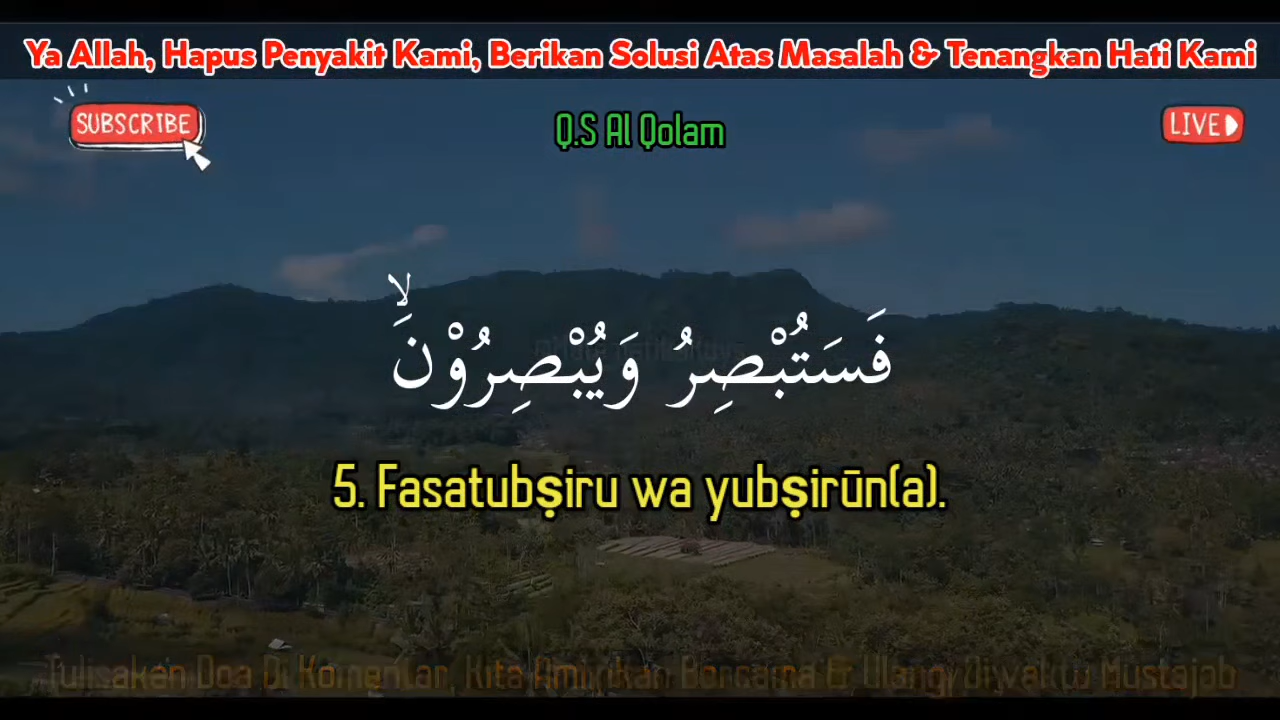 Ya Allah, Hapus Penyakit Kami, Berikan Solusi Atas Masalah & Tenangkan Hati Kami
SUBSCRIBE
Q.S Al Qolam
LIVE
فَسَتُبْصِرُ وَيُبْصِرُوْنَۙ
5. Fasatubṣiru wa yubṣirūn(a).
Tuliskan Doa Di Komentar, Kita Aminkan Bersama & Ulang Diwaktu Mustajab